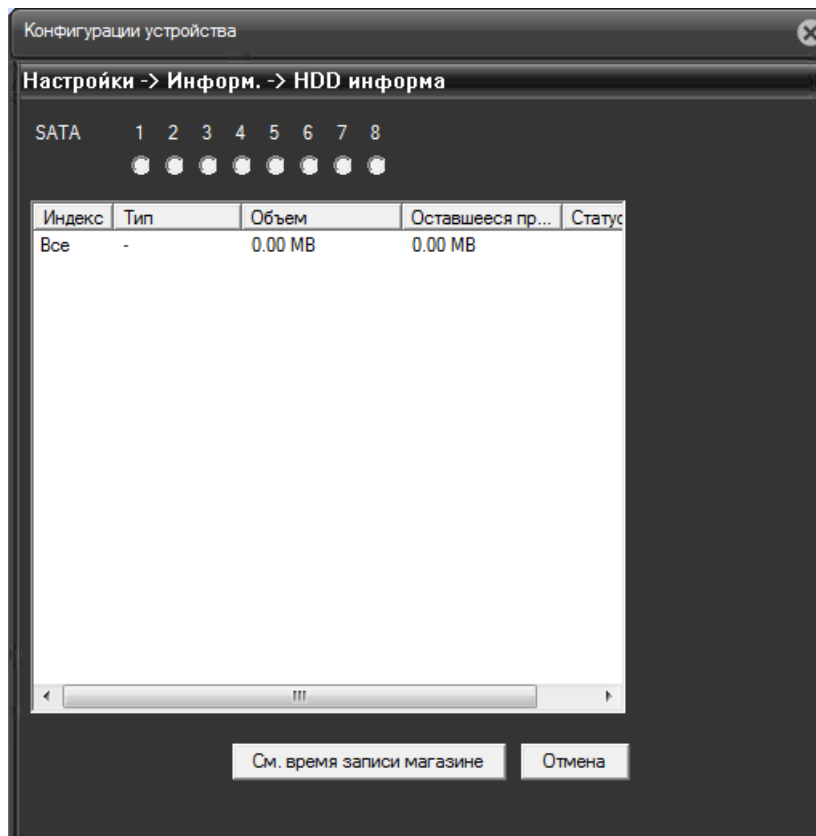 Конфигурации устройства
Настройки -> Информ. -> HDD информа
SATA 1 2 3 4 5 6 7 8
Индекс Тип Объем Оставшееся пр... Статус
Все - 0.00 MB 0.00 MB
См. время записи магазине Отмена